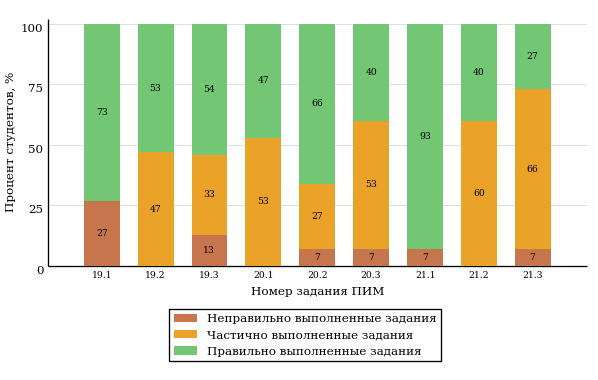 Процент студентов, %
100
75
50
25
0
73 53 54 47 66 40 93 40 27
27 47 33 53 27 53 60 66
13 7 7 7 7
19.1 19.2 19.3 20.1 20.2 20.3 21.1 21.2 21.3
Номер задания ПИМ
Неправильно выполненные задания
Частично выполненные задания
Правильно выполненные задания